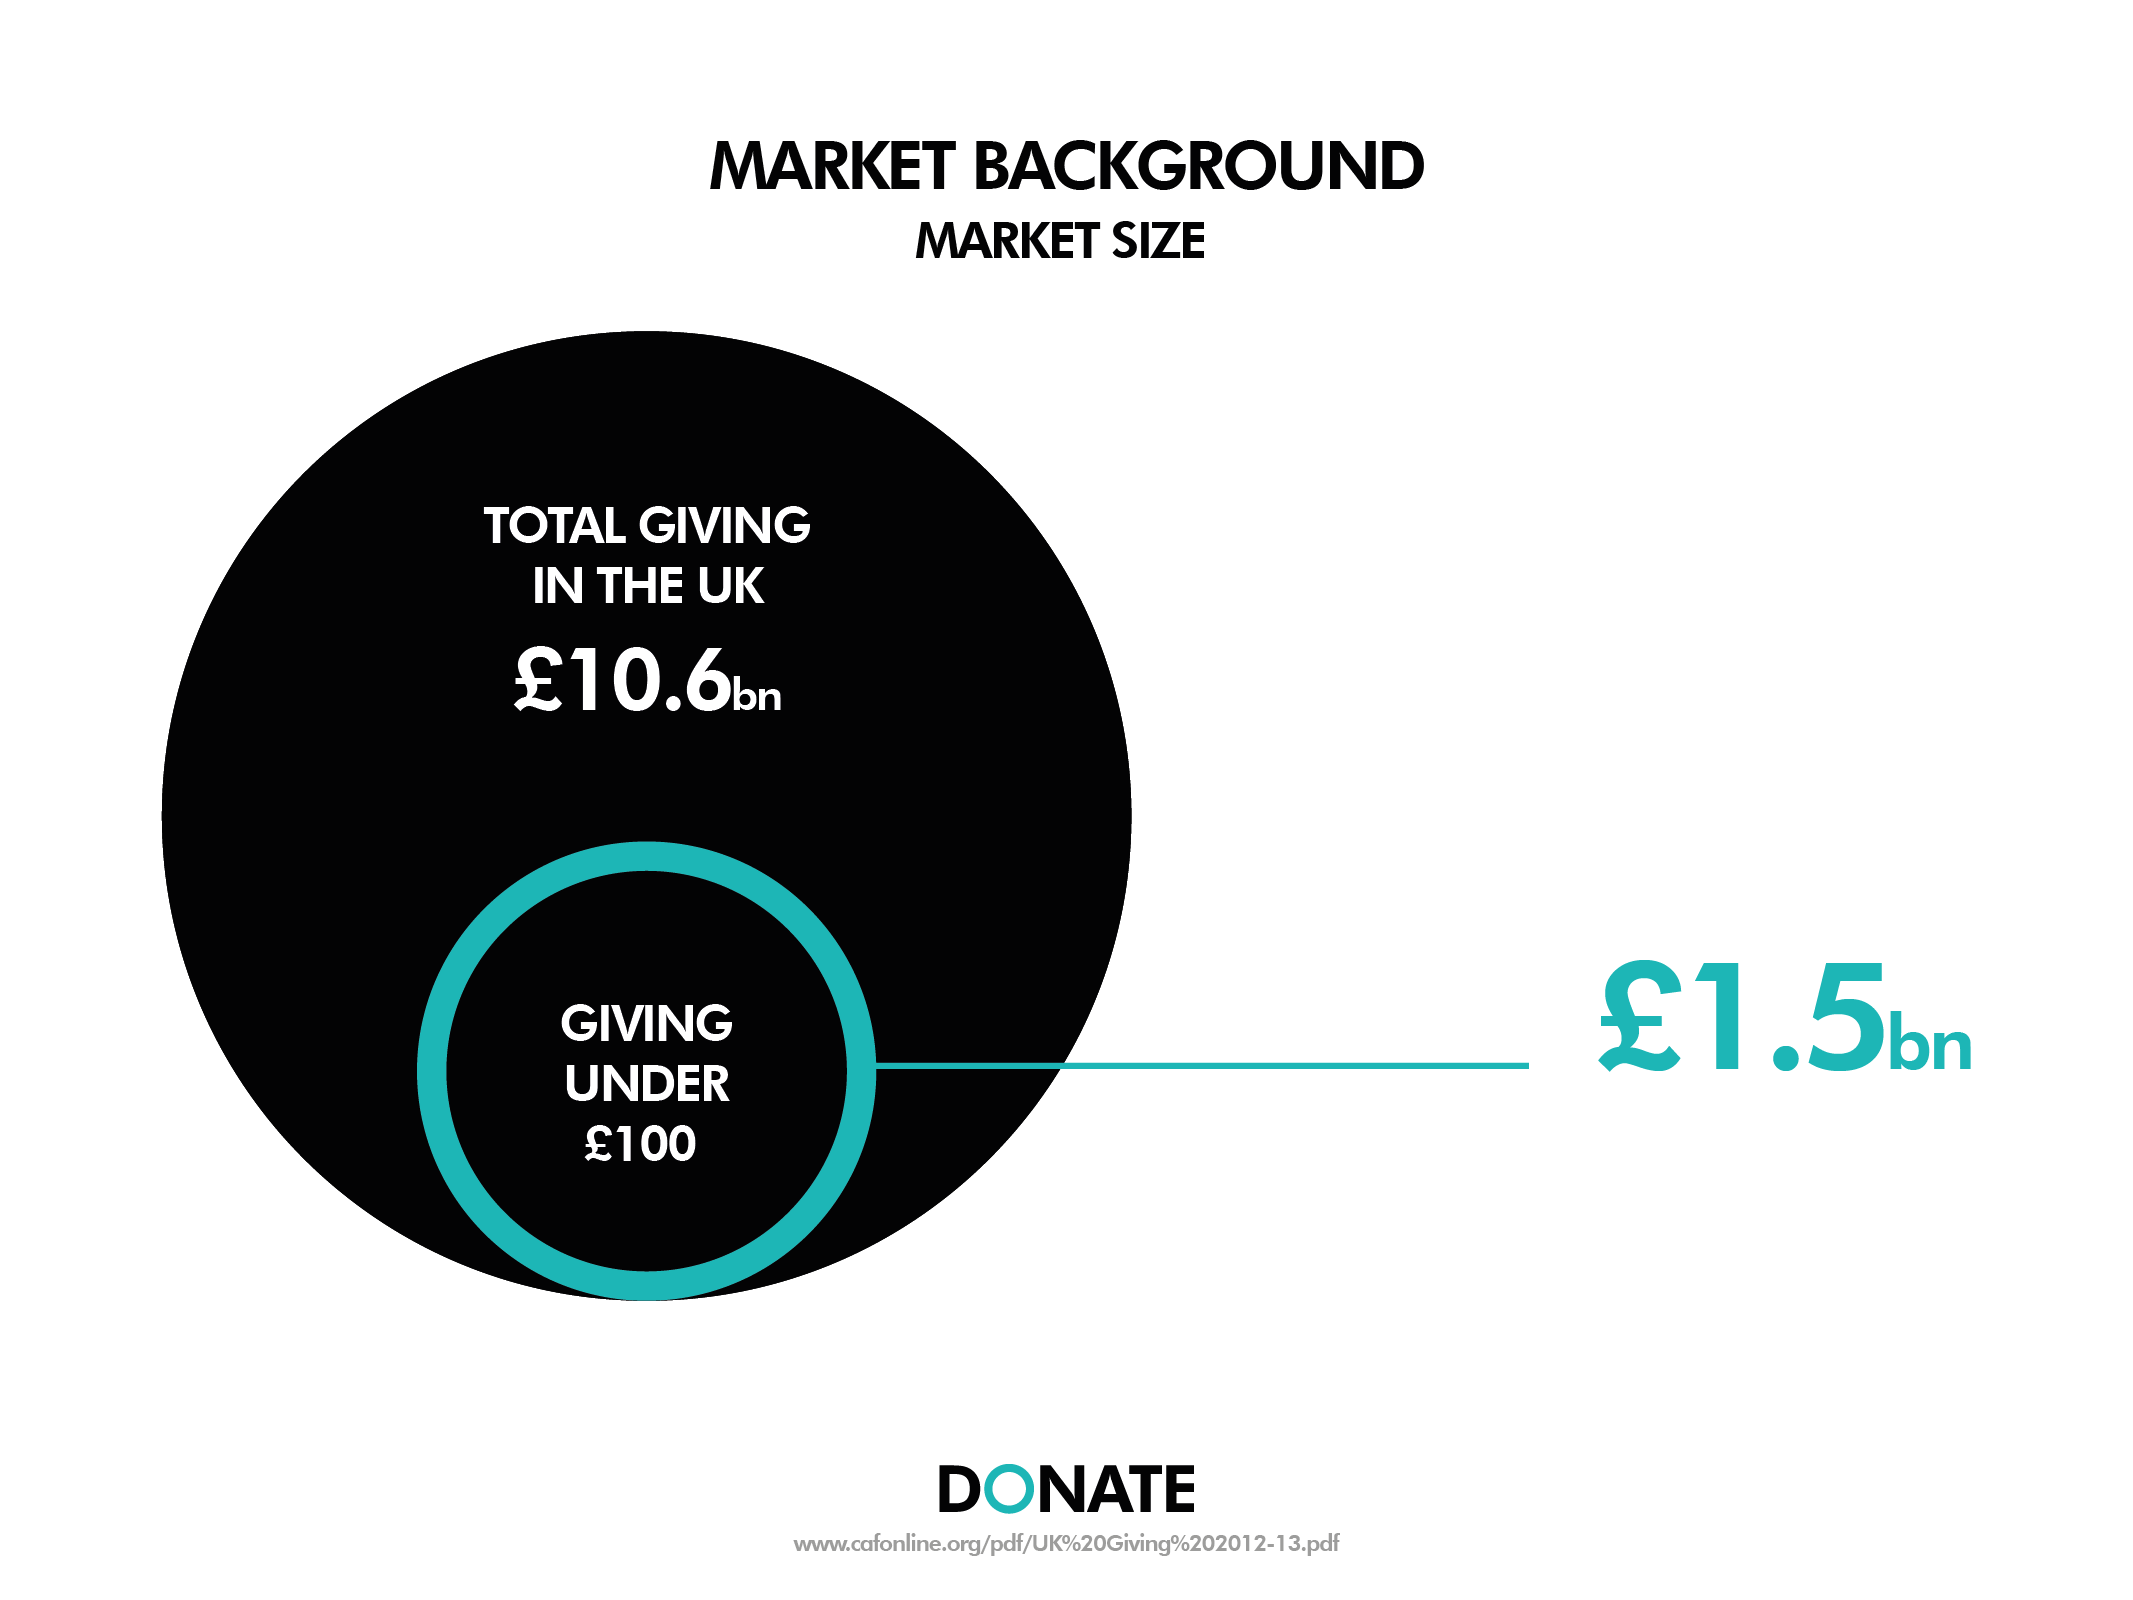 MARKET BACKGROUND
MARKET SIZE
TOTAL GIVING
IN THE UK
£10.6bn
GIVING
UNDER
£100
£1.5bn
DONATE
www.cafonline.org/pdf/UK%20Giving%202012-13.pdf